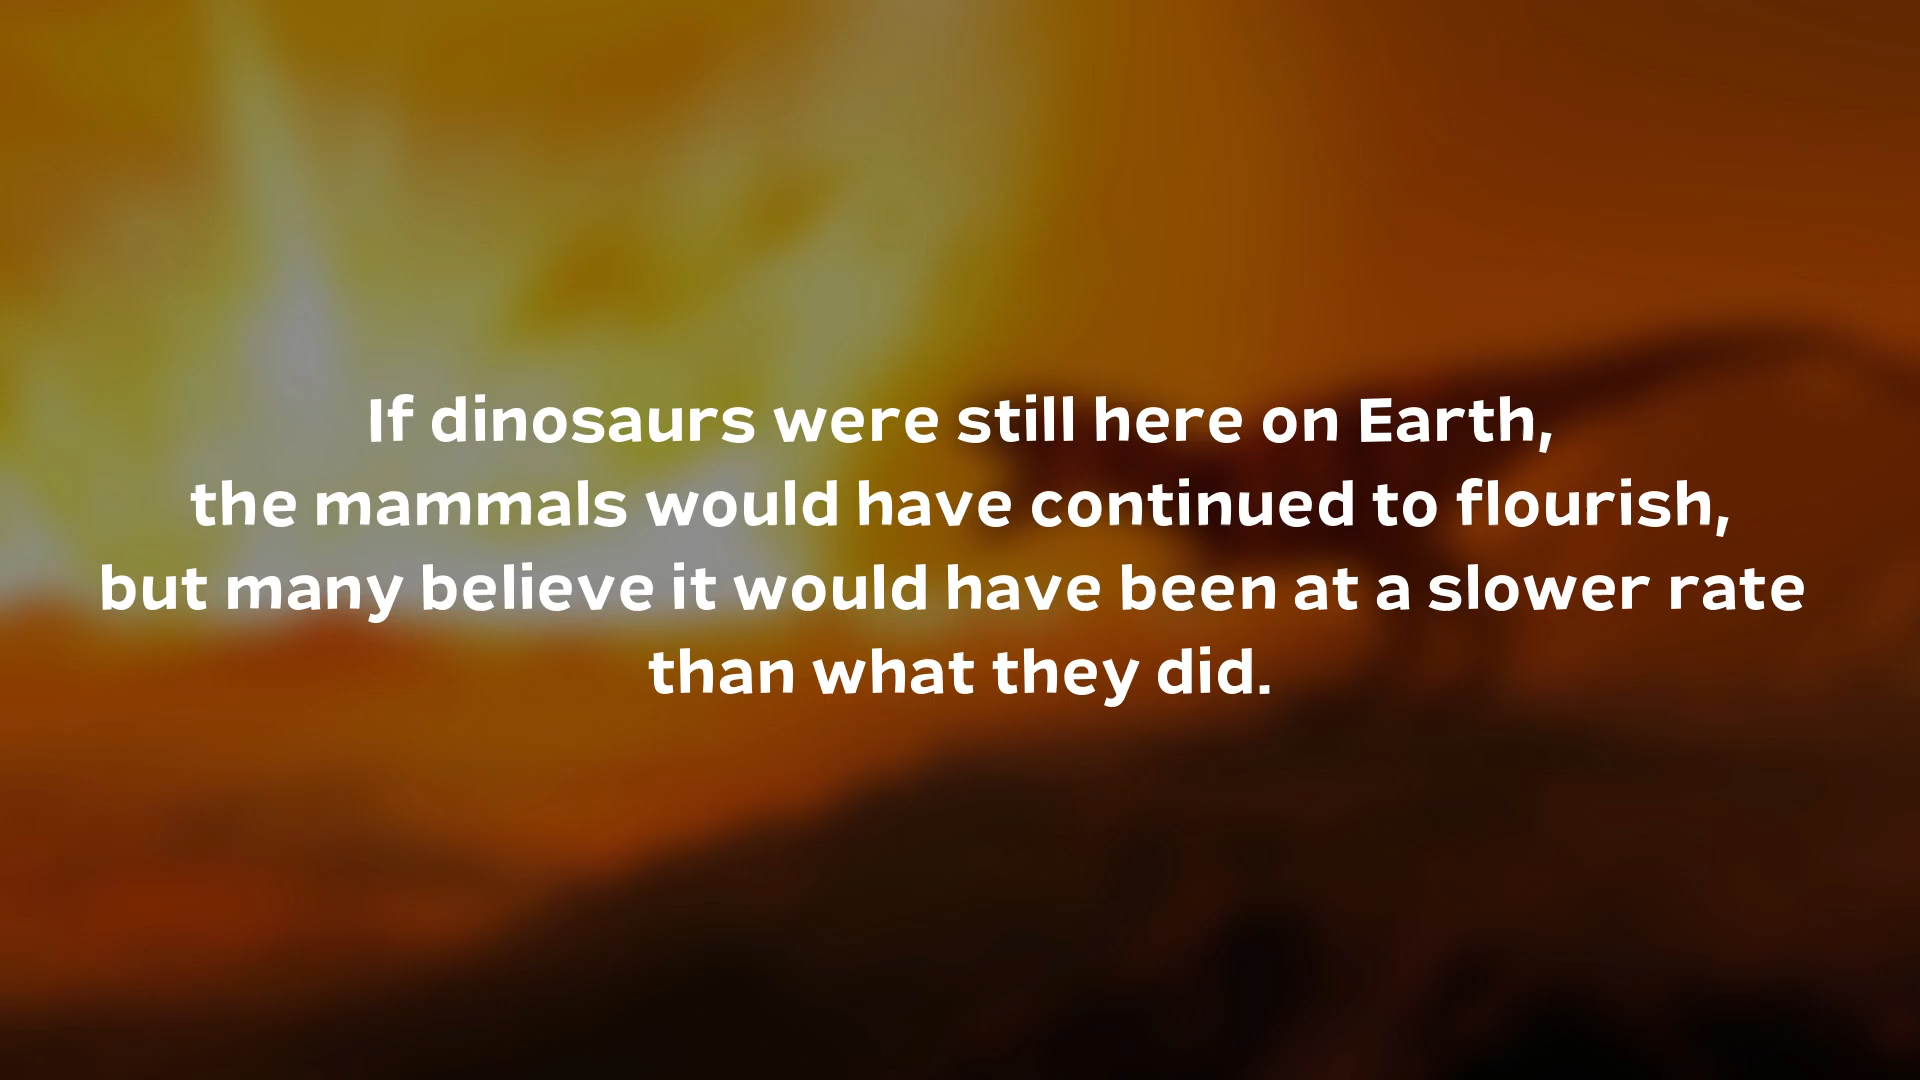 If dinosaurs were still here on Earth,
the mammals would have continued to flourish,
but many believe it would have been at a slower rate
than what they did.